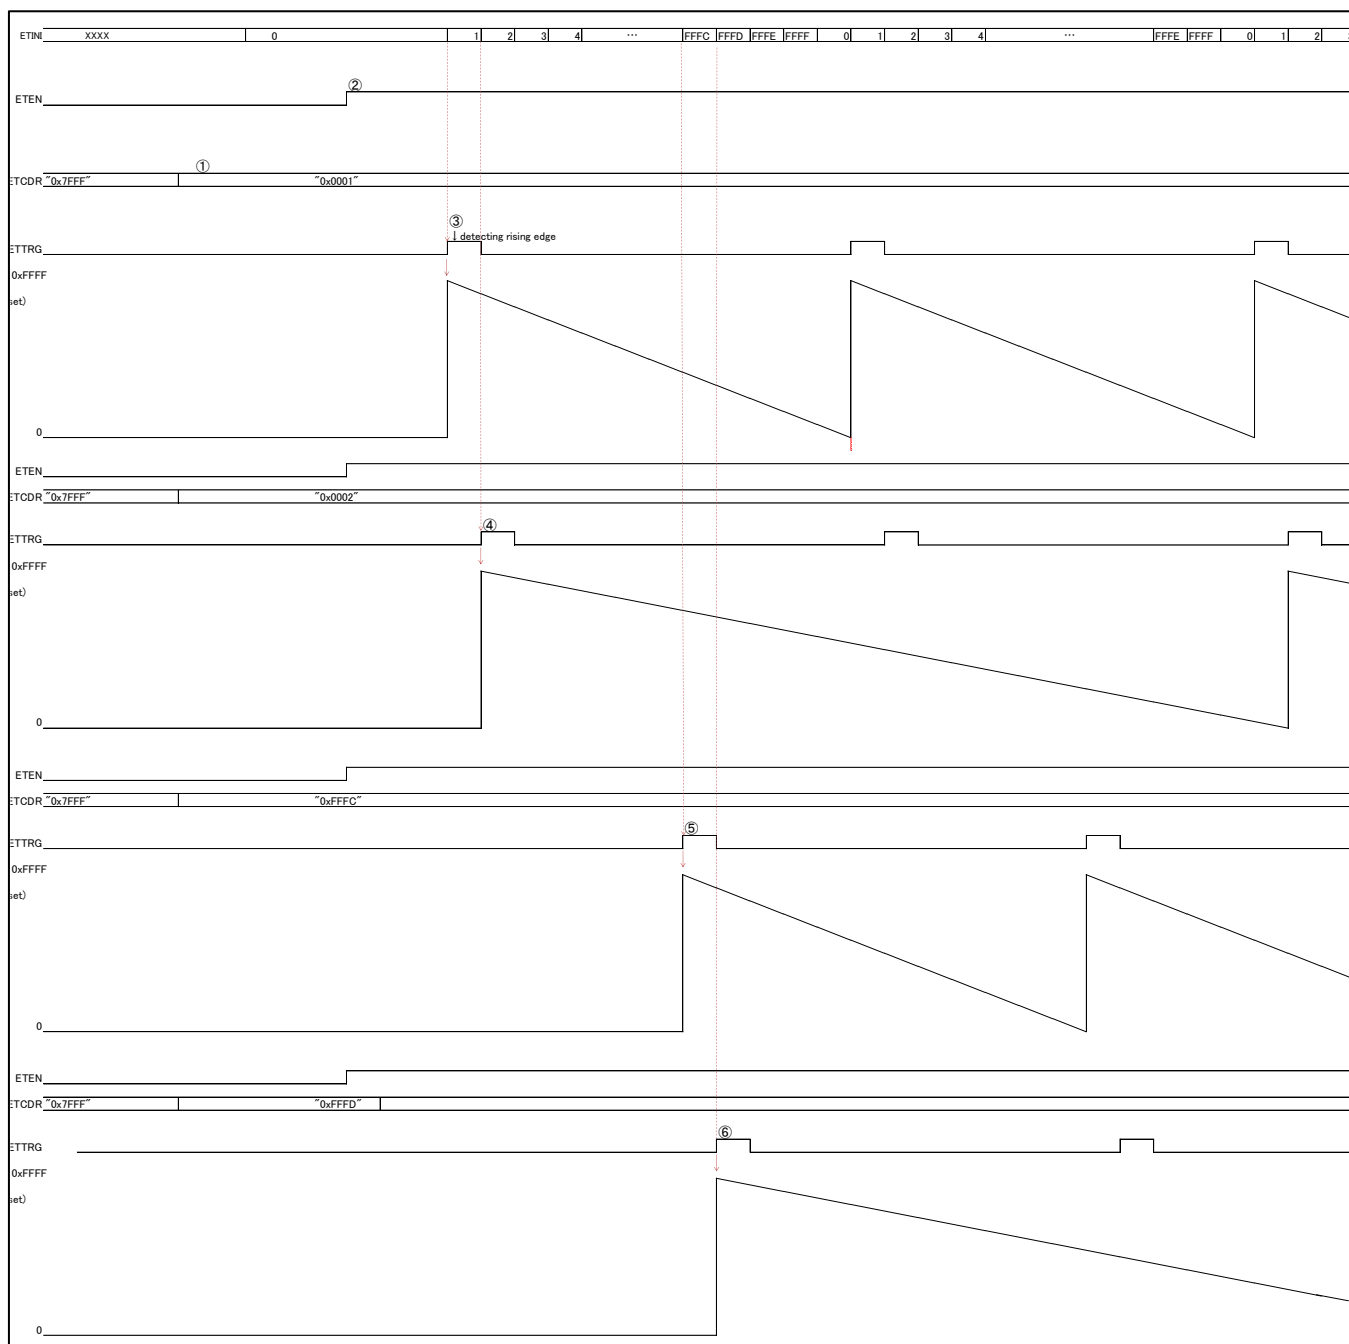 ETINI XXXX 0 1 2 3 4 … FFFC FFFD FFFE FFFF 0 1 2 3 4 … FFFE FFFF 0 1 2
②
ETEN
①
ETCDR "0x7FFF" "0x0001"
③
↓ detecting rising edge
ETTRG
0xFFFF
set)
0
ETEN
ETCDR "0x7FFF" "0x0002"
④
ETTRG
0xFFFF
set)
0
ETEN
ETCDR "0x7FFF" "0xFFFC"
⑤
ETTRG
0xFFFF
set)
0
ETEN
ETCDR "0x7FFF" "0xFFFD"
⑥
ETTRG
0xFFFF
set)
0